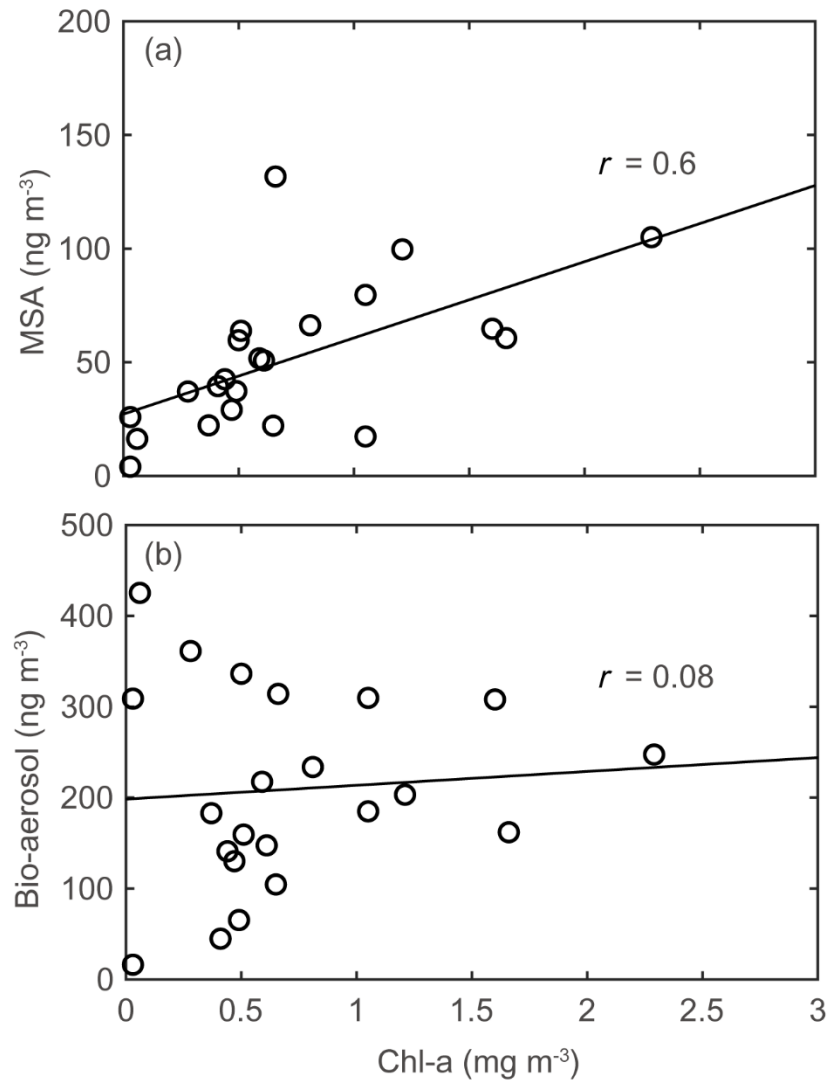 200
(a)
150
r = 0.6
100
50
0
MSA (ng m⁻³)
500
(b)
400
r = 0.08
300
200
100
0
Bio-aerosol (ng m⁻³)
0 0.5 1 1.5 2 2.5 3
Chl-a (mg m⁻³)